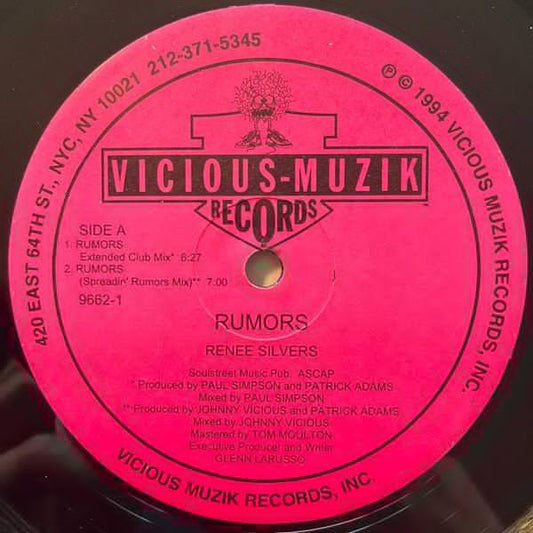 420 EAST 64TH ST., NYC, NY 10021 212-371-5345
℗ © 1994 VICIOUS MUZIK RECORDS, INC.
VICIOUS-MUZIK
RECORDS
SIDE A
1. RUMORS
Extended Club Mix* 6:27
2. RUMORS
(Spreadin' Rumors Mix)** 7:00
9662-1
RUMORS
RENEE SILVERS
Soulstreet Music Pub. ASCAP
* Produced by PAUL SIMPSON and PATRICK ADAMS
Mixed by PAUL SIMPSON
** Produced by JOHNNY VICIOUS and PATRICK ADAMS
Mixed by JOHNNY VICIOUS
Mastered by TOM MOULTON
Executive Producer and Writer
GLENN LARUSSO
VICIOUS MUZIK RECORDS, INC.